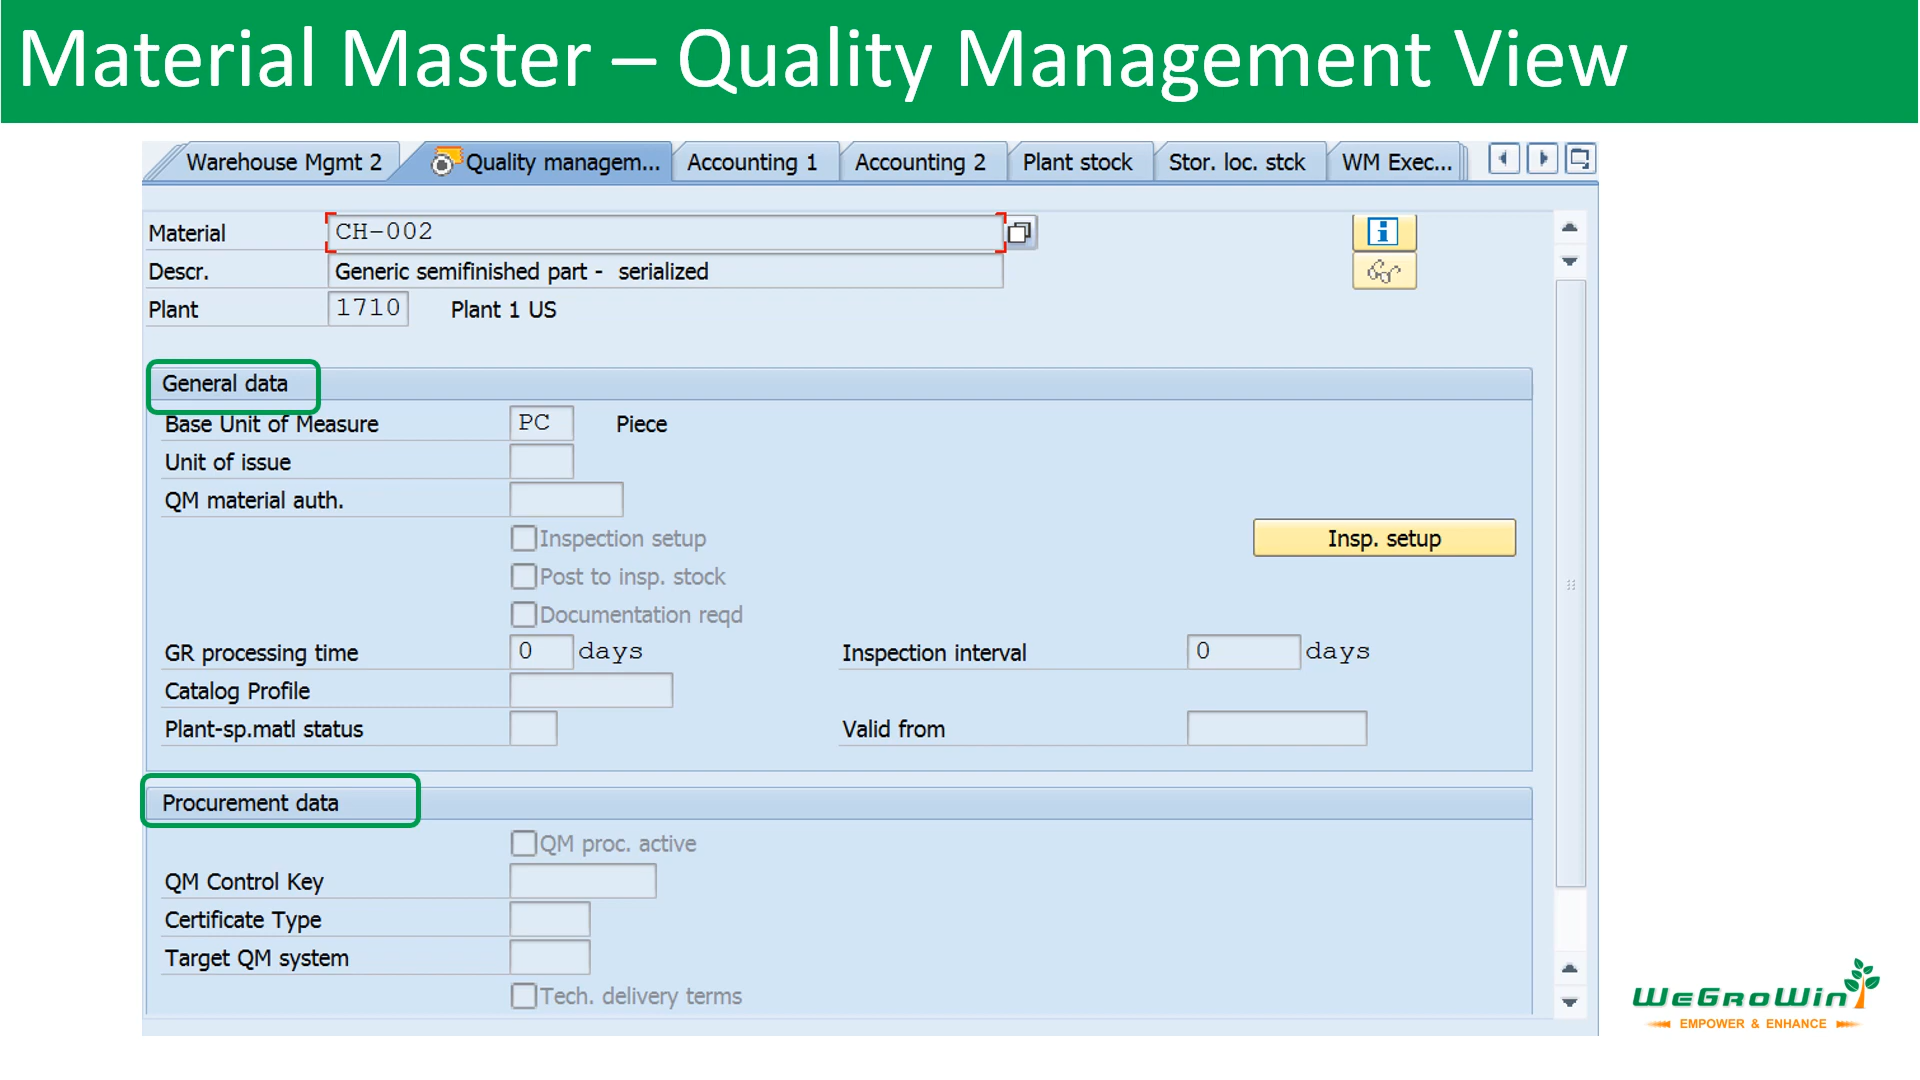 Material Master – Quality Management View
Warehouse Mgmt 2 Quality managem... Accounting 1 Accounting 2 Plant stock Stor. loc. stck WM Exec...
Material CH-002
Descr. Generic semifinished part - serialized
Plant 1710 Plant 1 US
General data
Base Unit of Measure PC Piece
Unit of issue
QM material auth.
Inspection setup Insp. setup
Post to insp. stock
Documentation reqd
GR processing time 0 days Inspection interval 0 days
Catalog Profile
Plant-sp.matl status Valid from
Procurement data
QM proc. active
QM Control Key
Certificate Type
Target QM system
Tech. delivery terms
WeGroWin
EMPOWER & ENHANCE